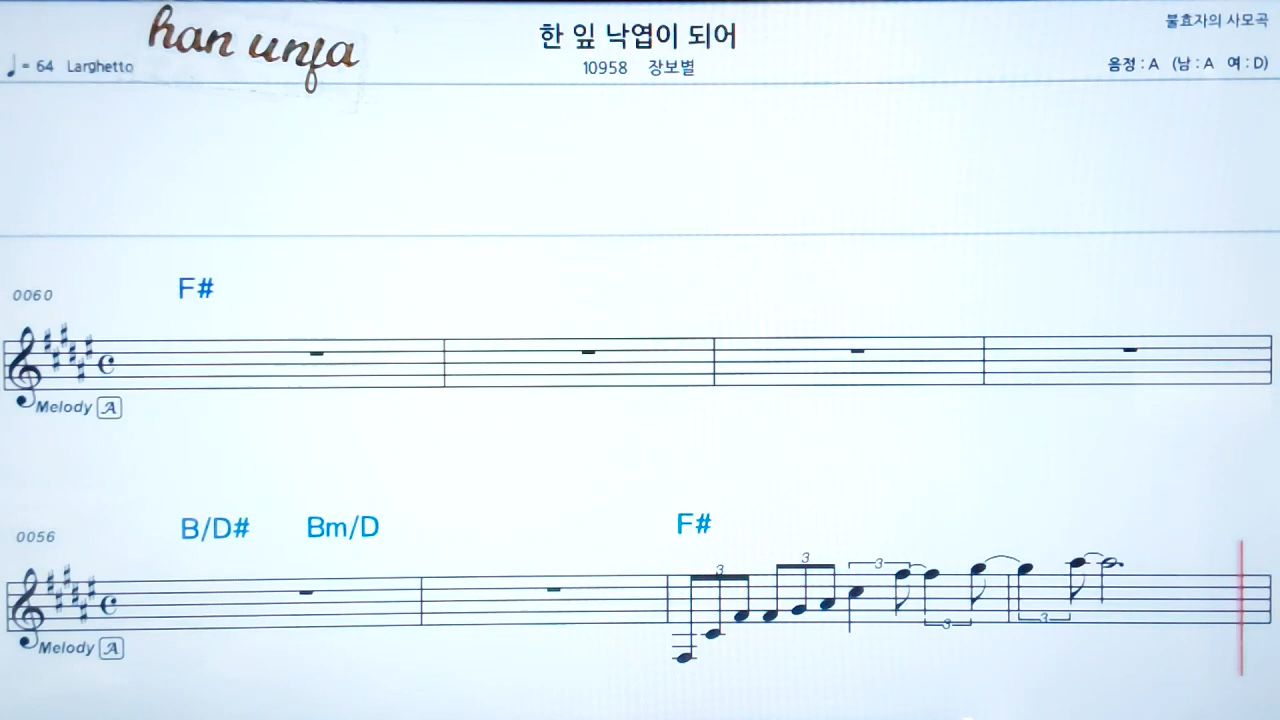 han unja
한 잎 낙엽이 되어
불효자의 사모곡
♩= 64 Larghetto
10958 장보별
음정 : A (남 : A 여 : D)
0060
F#
Melody A
0056
B/D# Bm/D F#
3 3 3 3 3
Melody A